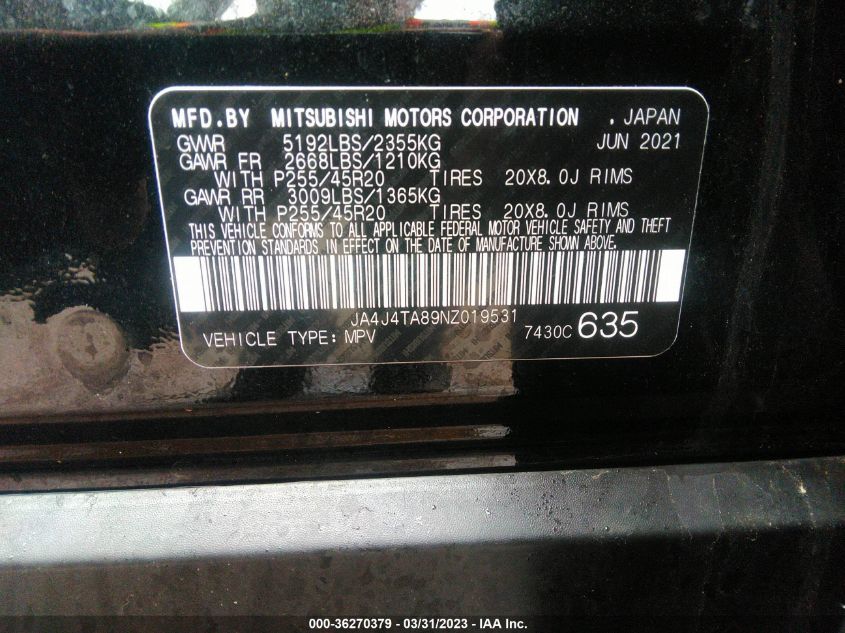 MFD.BY MITSUBISHI MOTORS CORPORATION . JAPAN
GVWR 5192LBS/2355KG JUN 2021
GAWR FR 2668LBS/1210KG
WITH P255/45R20 TIRES 20X8.0J RIMS
GAWR RR 3009LBS/1365KG
WITH P255/45R20 TIRES 20X8.0J RIMS
THIS VEHICLE CONFORMS TO ALL APPLICABLE FEDERAL MOTOR VEHICLE SAFETY AND THEFT
PREVENTION STANDARDS IN EFFECT ON THE DATE OF MANUFACTURE SHOWN ABOVE.
JA4J4TA89NZ019531
VEHICLE TYPE: MPV 7430C 635
000-36270379 - 03/31/2023 - IAA Inc.